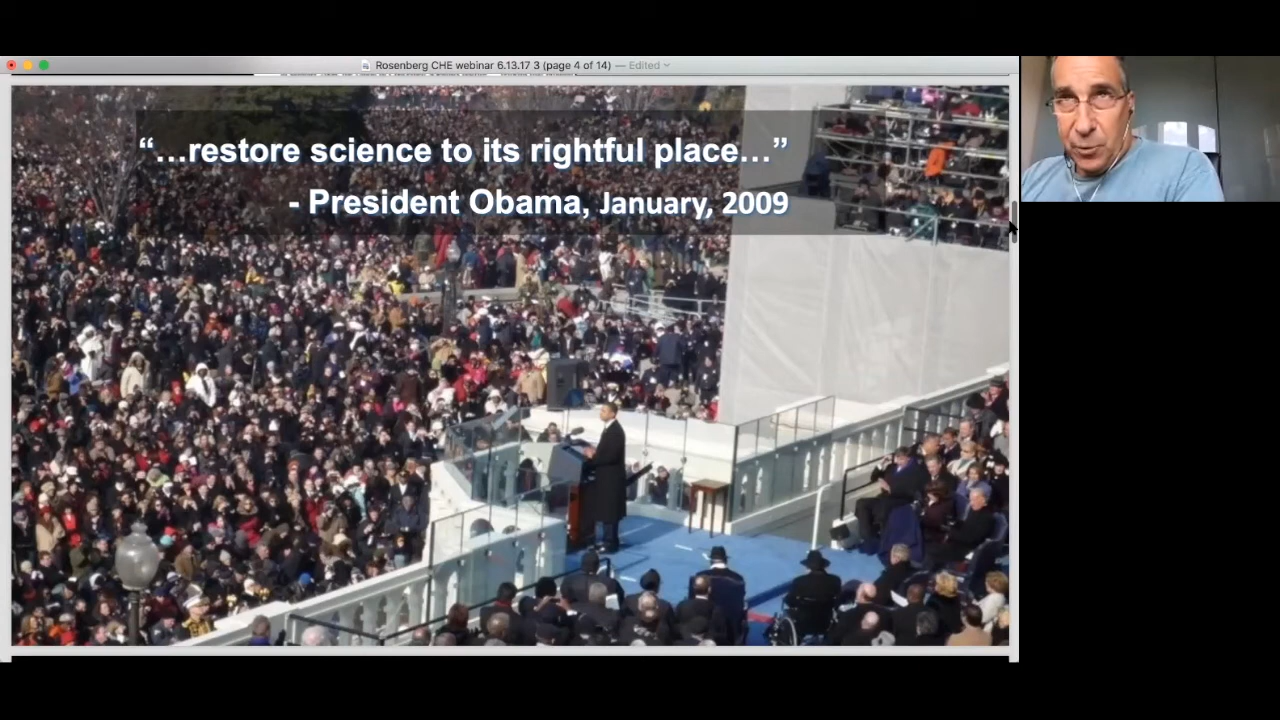 Rosenberg CHE webinar 6.13.17 3 (page 4 of 14) — Edited
“…restore science to its rightful place…”
- President Obama, January, 2009